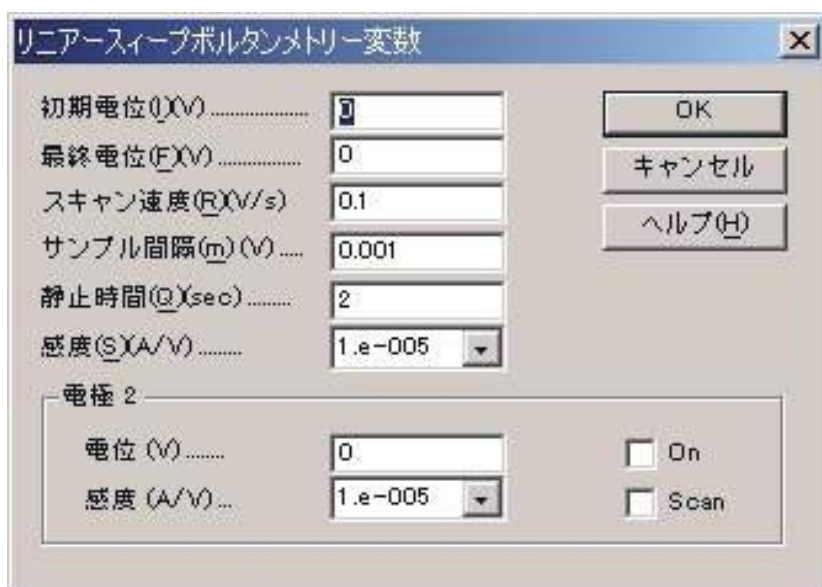 リニアースィープボルタンメトリー変数
初期電位(I)(V)................... 0
OK
最終電位(F)(V)................ 0
キャンセル
スキャン速度(R)(V/s) 0.1
ヘルプ(H)
サンプル間隔(m)(V)..... 0.001
静止時間(Q)(sec)......... 2
感度(S)(A/V)........ 1.e-005
電極 2
電位 (V)........ 0
On
感度 (A/V)... 1.e-005
Scan